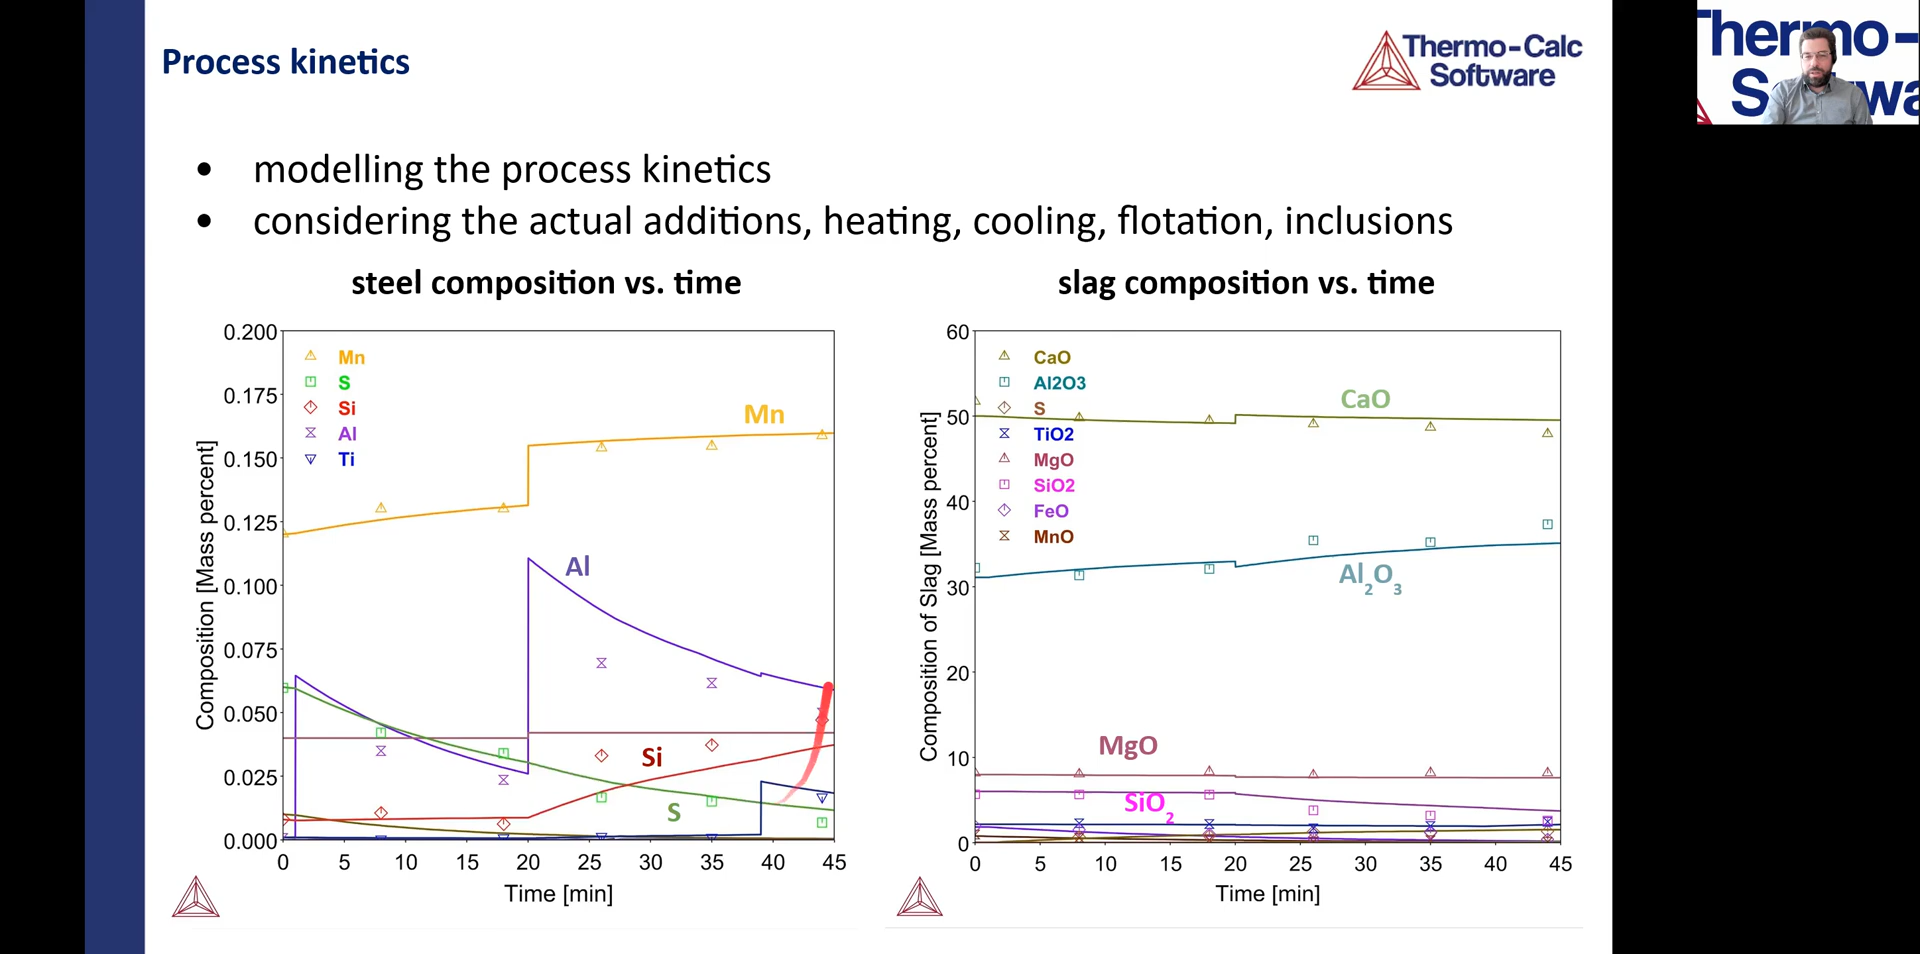 Process kinetics
Thermo-Calc
Software
Thermo-
Softwa
• modelling the process kinetics
• considering the actual additions, heating, cooling, flotation, inclusions
steel composition vs. time
0.200
0.175
0.150
0.125
0.100
0.075
0.050
0.025
0.000
Composition [Mass percent]
Mn
S
Si
Al
Ti
Mn
Al
Si
S
0 5 10 15 20 25 30 35 40 45
Time [min]
slag composition vs. time
60
50
40
30
20
10
0
Composition of Slag [Mass percent]
CaO
Al2O3
S
TiO2
MgO
SiO2
FeO
MnO
CaO
Al₂O₃
MgO
SiO₂
0 5 10 15 20 25 30 35 40 45
Time [min]